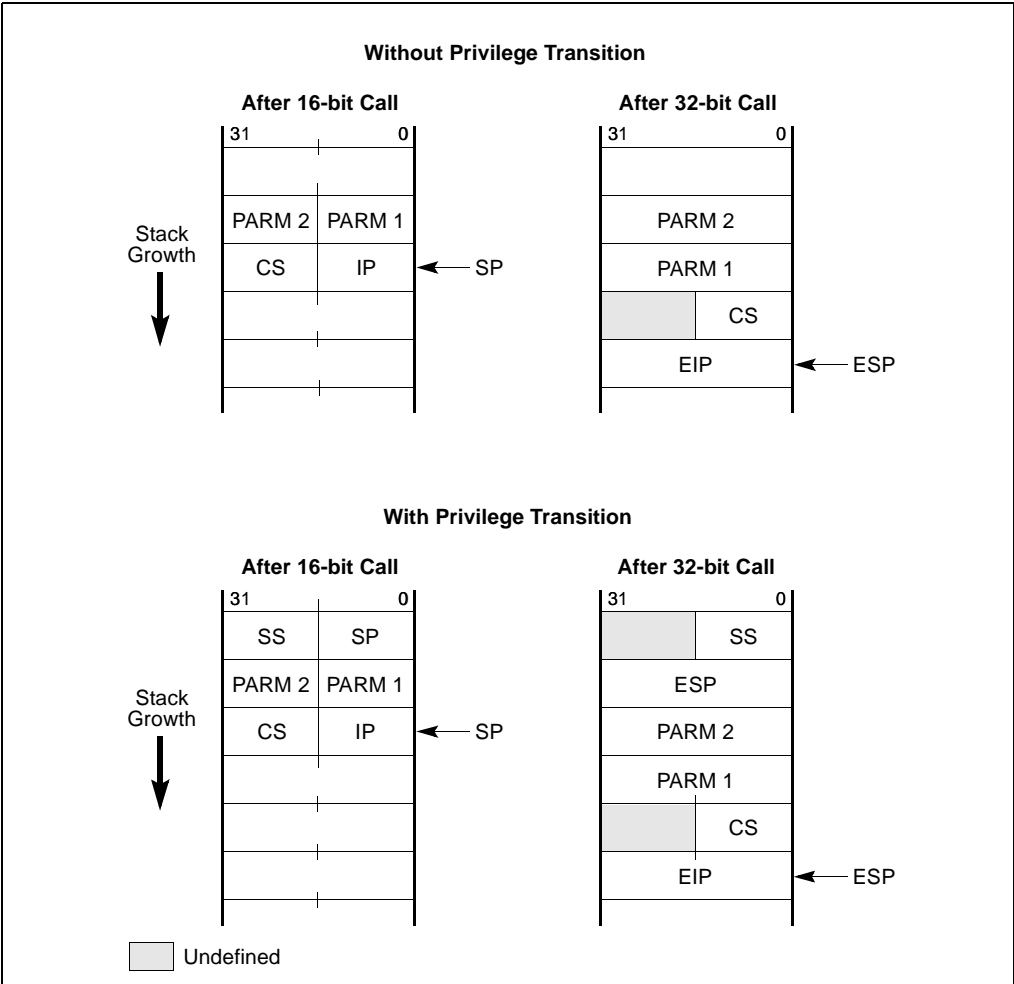 Without Privilege Transition
After 16-bit Call
After 32-bit Call
31 0
31 0
PARM 2 PARM 1
PARM 2
Stack
Growth
CS IP
SP
PARM 1
CS
EIP
ESP
With Privilege Transition
After 16-bit Call
After 32-bit Call
31 0
31 0
SS SP
SS
PARM 2 PARM 1
ESP
Stack
Growth
CS IP
SP
PARM 2
PARM 1
CS
EIP
ESP
Undefined